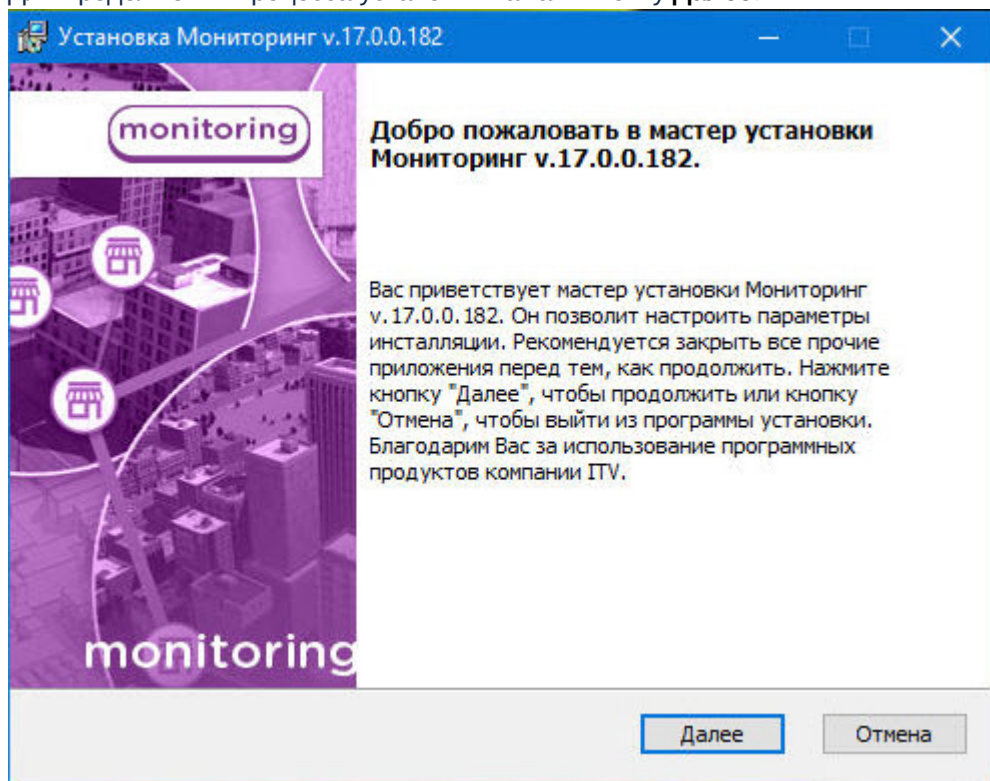 Установка Мониторинг v.17.0.0.182
monitoring
Добро пожаловать в мастер установки
Мониторинг v.17.0.0.182.
Вас приветствует мастер установки Мониторинг
v.17.0.0.182. Он позволит настроить параметры
инсталляции. Рекомендуется закрыть все прочие
приложения перед тем, как продолжить. Нажмите
кнопку "Далее", чтобы продолжить или кнопку
"Отмена", чтобы выйти из программы установки.
Благодарим Вас за использование программных
продуктов компании ITV.
monitoring
Далее
Отмена